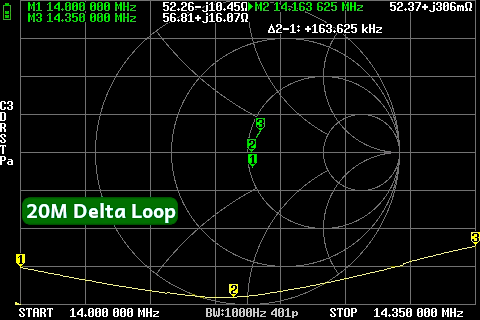 M1 14.000 000 MHz 52.26-j10.45Ω ▶M2 14.163 625 MHz 52.37+j306mΩ
M3 14.350 000 MHz 56.81+j16.07Ω
Δ2-1: +163.625 kHz
C3
D
R
S
T
Pa
3
2
1
20M Delta Loop
1
2
3
START 14.000 000 MHz BW:1000Hz 401p STOP 14.350 000 MHz